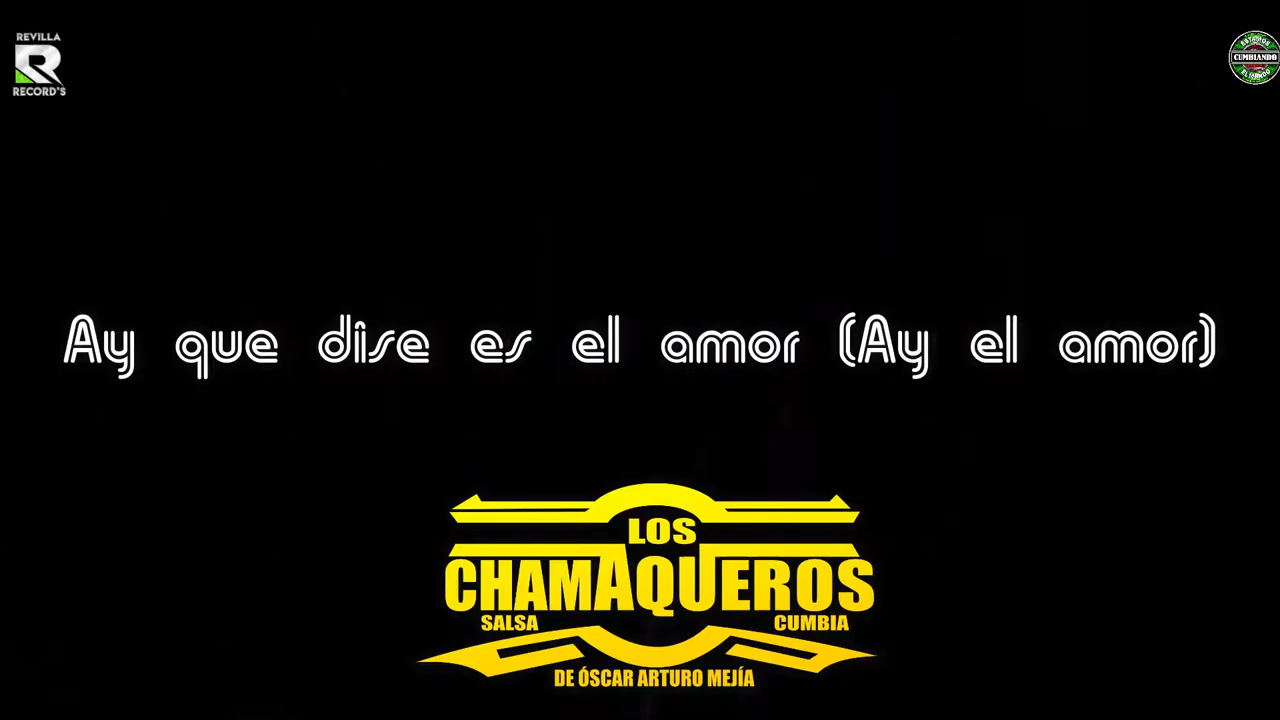 REVILLA
R
RECORD'S
CUMBIANDO
Ay que dise es el amor (Ay el amor)
LOS
CHAMAQUEROS
SALSA CUMBIA
DE ÓSCAR ARTURO MEJÍA